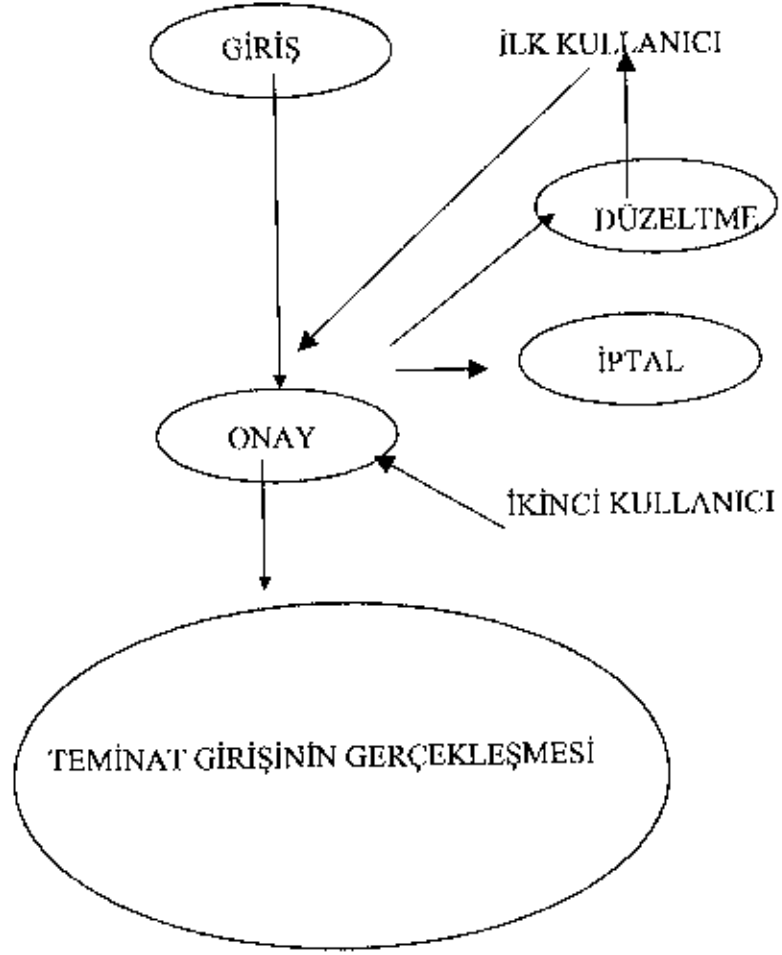 GİRİŞ
İLK KULLANICI
DÜZELTME
İPTAL
ONAY
İKİNCİ KULLANICI
TEMİNAT GİRİŞİNİN GERÇEKLEŞMESİ